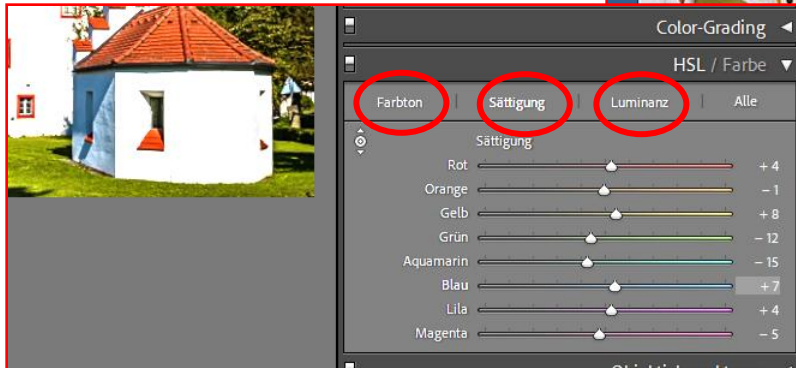 Color-Grading
HSL / Farbe
Farbton | Sättigung | Luminanz | Alle
Sättigung
Rot + 4
Orange − 1
Gelb + 8
Grün − 12
Aquamarin − 15
Blau + 7
Lila + 4
Magenta − 5